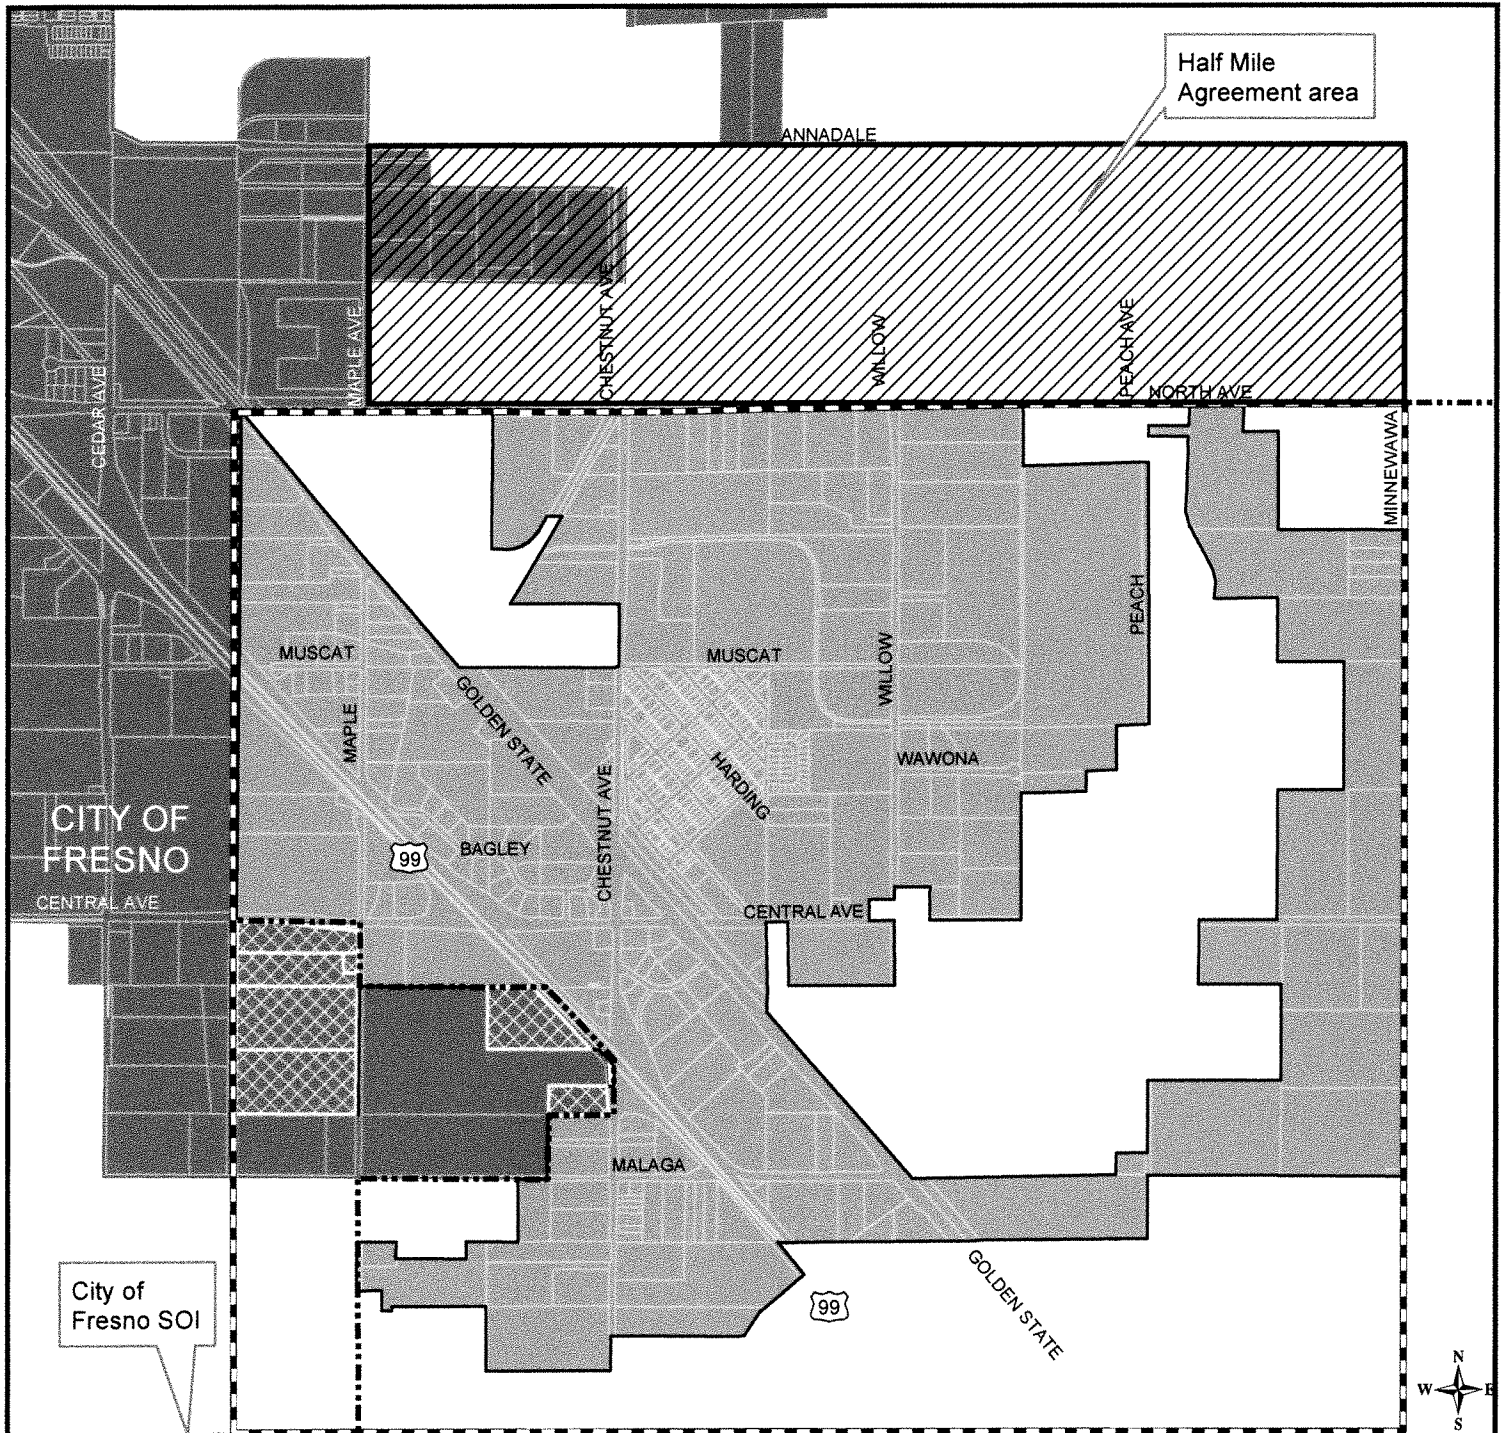 Half Mile
Agreement area
ANNADALE
CEDAR AVE
MAPLE AVE
CHESTNUT AVE
WILLOW
PEACH AVE
NORTH AVE
MINNEWAWA
MUSCAT
MAPLE
GOLDEN STATE
MUSCAT
WILLOW
PEACH
HARDING
WAWONA
CITY OF
FRESNO
99
BAGLEY
CHESTNUT AVE
CENTRAL AVE
CENTRAL AVE
MALAGA
City of
Fresno SOI
99
GOLDEN STATE
N
W E
S